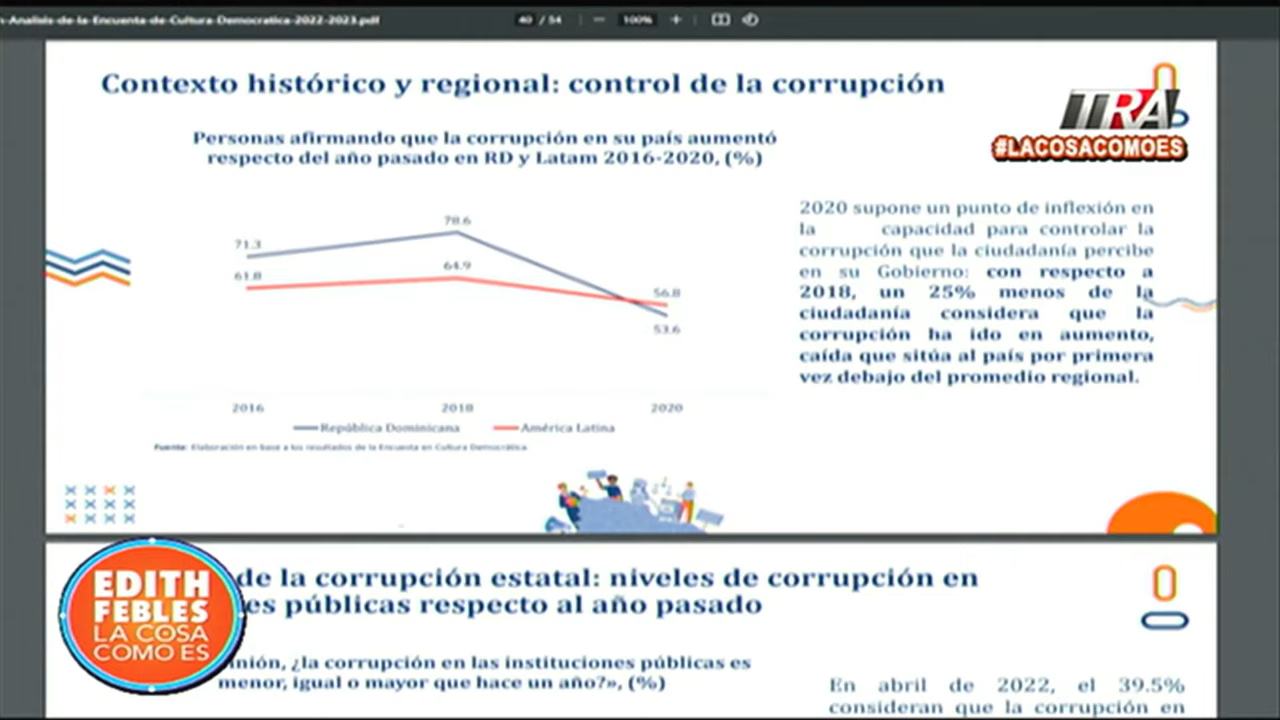 n-Analisis-de-la-Encuesta-de-Cultura-Democratica-2022-2023.pdf
40 / 54
100%
Contexto histórico y regional: control de la corrupción
TRA
#LACOSACOMOES
Personas afirmando que la corrupción en su país aumentó
respecto del año pasado en RD y Latam 2016-2020, (%)
71.3
78.6
61.8
64.9
56.8
53.6
2016
2018
2020
República Dominicana
América Latina
Fuente: Elaboración en base a los resultados de la Encuesta en Cultura Democrática.
2020 supone un punto de inflexión en
la capacidad para controlar la
corrupción que la ciudadanía percibe
en su Gobierno: con respecto a
2018, un 25% menos de la
ciudadanía considera que la
corrupción ha ido en aumento,
caída que sitúa al país por primera
vez debajo del promedio regional.
de la corrupción estatal: niveles de corrupción en
es públicas respecto al año pasado
EDITH
FEBLES
LA COSA
COMO ES
inión, ¿la corrupción en las instituciones públicas es
menor, igual o mayor que hace un año?», (%)
En abril de 2022, el 39.5%
consideran que la corrupción en